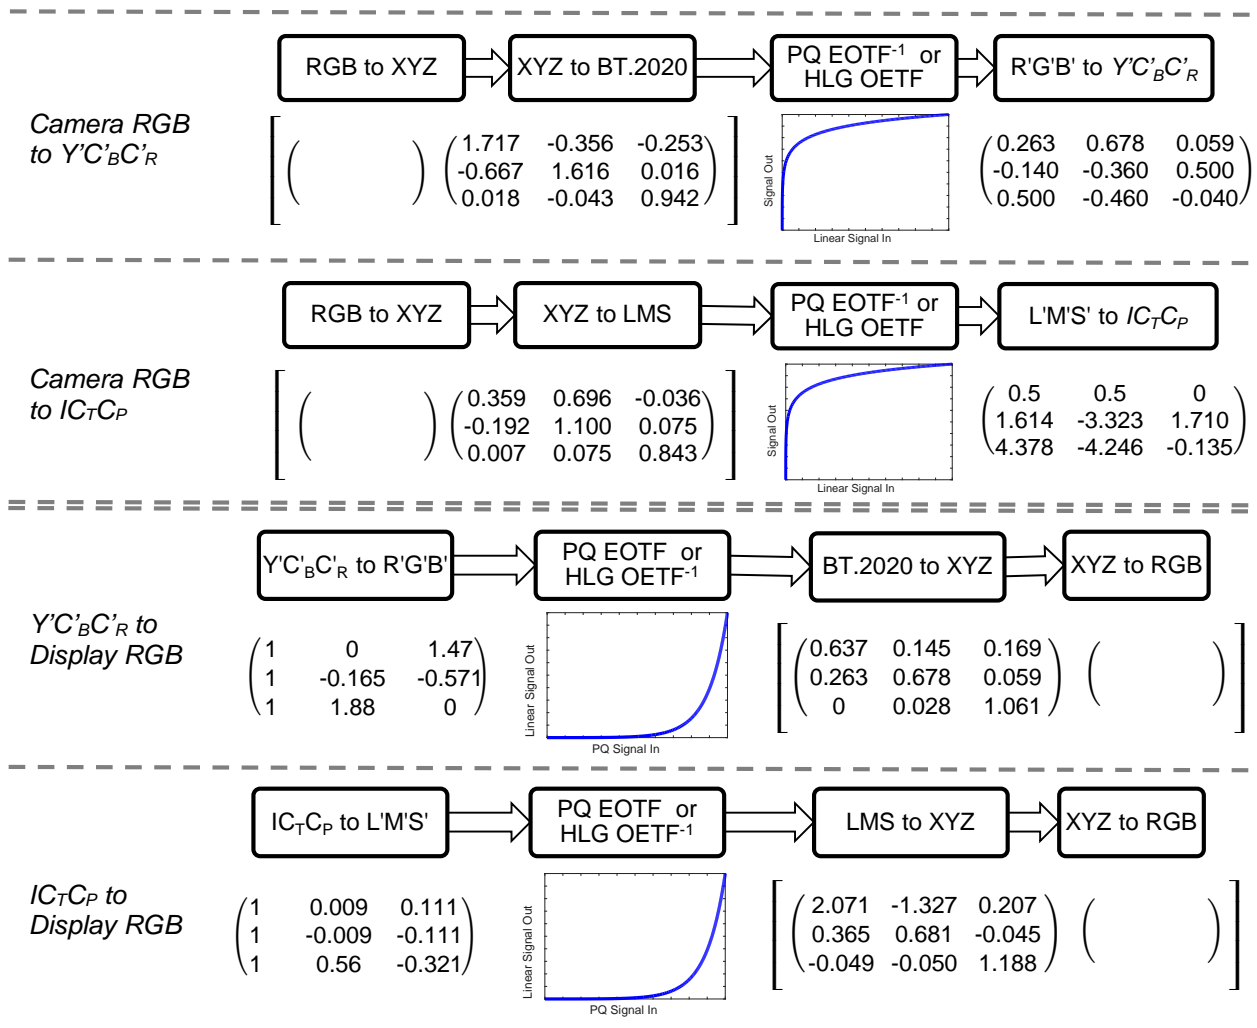 RGB to XYZ
XYZ to BT.2020
PQ EOTF-1 or
HLG OETF
R'G'B' to Y'C'BC'R
Camera RGB
to Y'C'BC'R
1.717 -0.356 -0.253
-0.667 1.616 0.016
0.018 -0.043 0.942
Signal Out
Linear Signal In
0.263 0.678 0.059
-0.140 -0.360 0.500
0.500 -0.460 -0.040
RGB to XYZ
XYZ to LMS
PQ EOTF-1 or
HLG OETF
L'M'S' to ICTCP
Camera RGB
to ICTCP
0.359 0.696 -0.036
-0.192 1.100 0.075
0.007 0.075 0.843
Signal Out
Linear Signal In
0.5 0.5 0
1.614 -3.323 1.710
4.378 -4.246 -0.135
Y'C'BC'R to R'G'B'
PQ EOTF or
HLG OETF-1
BT.2020 to XYZ
XYZ to RGB
Y'C'BC'R to
Display RGB
1 0 1.47
1 -0.165 -0.571
1 1.88 0
Linear Signal Out
PQ Signal In
0.637 0.145 0.169
0.263 0.678 0.059
0 0.028 1.061
ICTCP to L'M'S'
PQ EOTF or
HLG OETF-1
LMS to XYZ
XYZ to RGB
ICTCP to
Display RGB
1 0.009 0.111
1 -0.009 -0.111
1 0.56 -0.321
Linear Signal Out
PQ Signal In
2.071 -1.327 0.207
0.365 0.681 -0.045
-0.049 -0.050 1.188